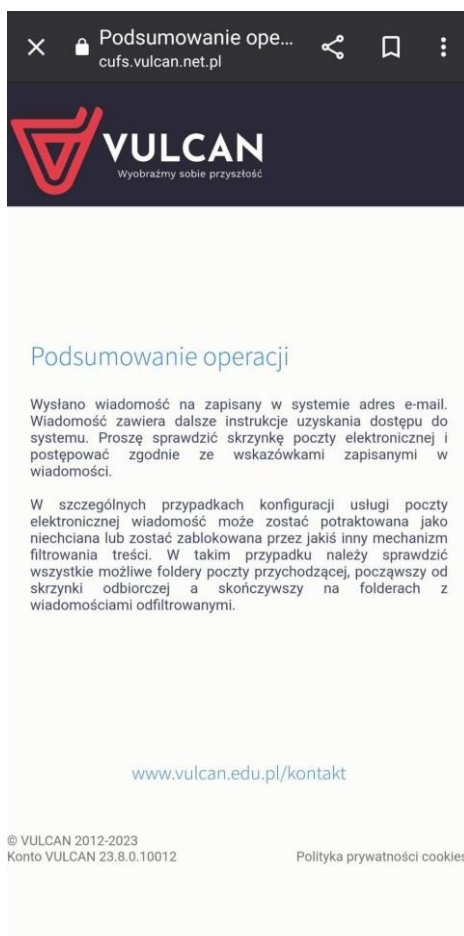 Podsumowanie ope...
cufs.vulcan.net.pl
VULCAN
Wyobraźmy sobie przyszłość
Podsumowanie operacji
Wysłano wiadomość na zapisany w systemie adres e-mail.
Wiadomość zawiera dalsze instrukcje uzyskania dostępu do
systemu. Proszę sprawdzić skrzynkę poczty elektronicznej i
postępować zgodnie ze wskazówkami zapisanymi w
wiadomości.
W szczególnych przypadkach konfiguracji usługi poczty
elektronicznej wiadomość może zostać potraktowana jako
niechciana lub zostać zablokowana przez jakiś inny mechanizm
filtrowania treści. W takim przypadku należy sprawdzić
wszystkie możliwe foldery poczty przychodzącej, począwszy od
skrzynki odbiorczej a skończywszy na folderach z
wiadomościami odfiltrowanymi.
www.vulcan.edu.pl/kontakt
© VULCAN 2012-2023
Konto VULCAN 23.8.0.10012 Polityka prywatności cookies